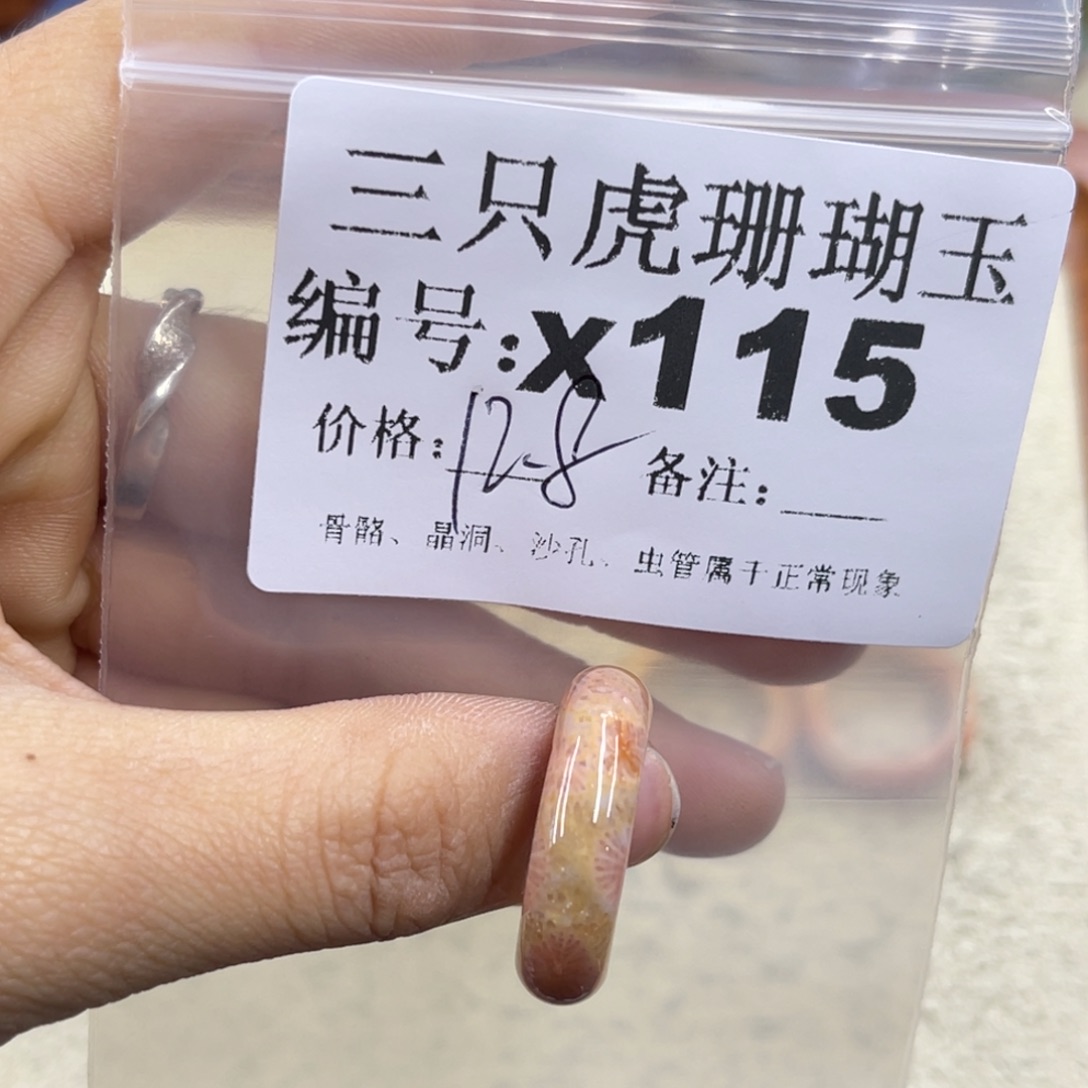 三只虎珊瑚玉
编号:x115
价格:128 备注:____
骨骼、晶洞、沙孔、虫管属于正常现象